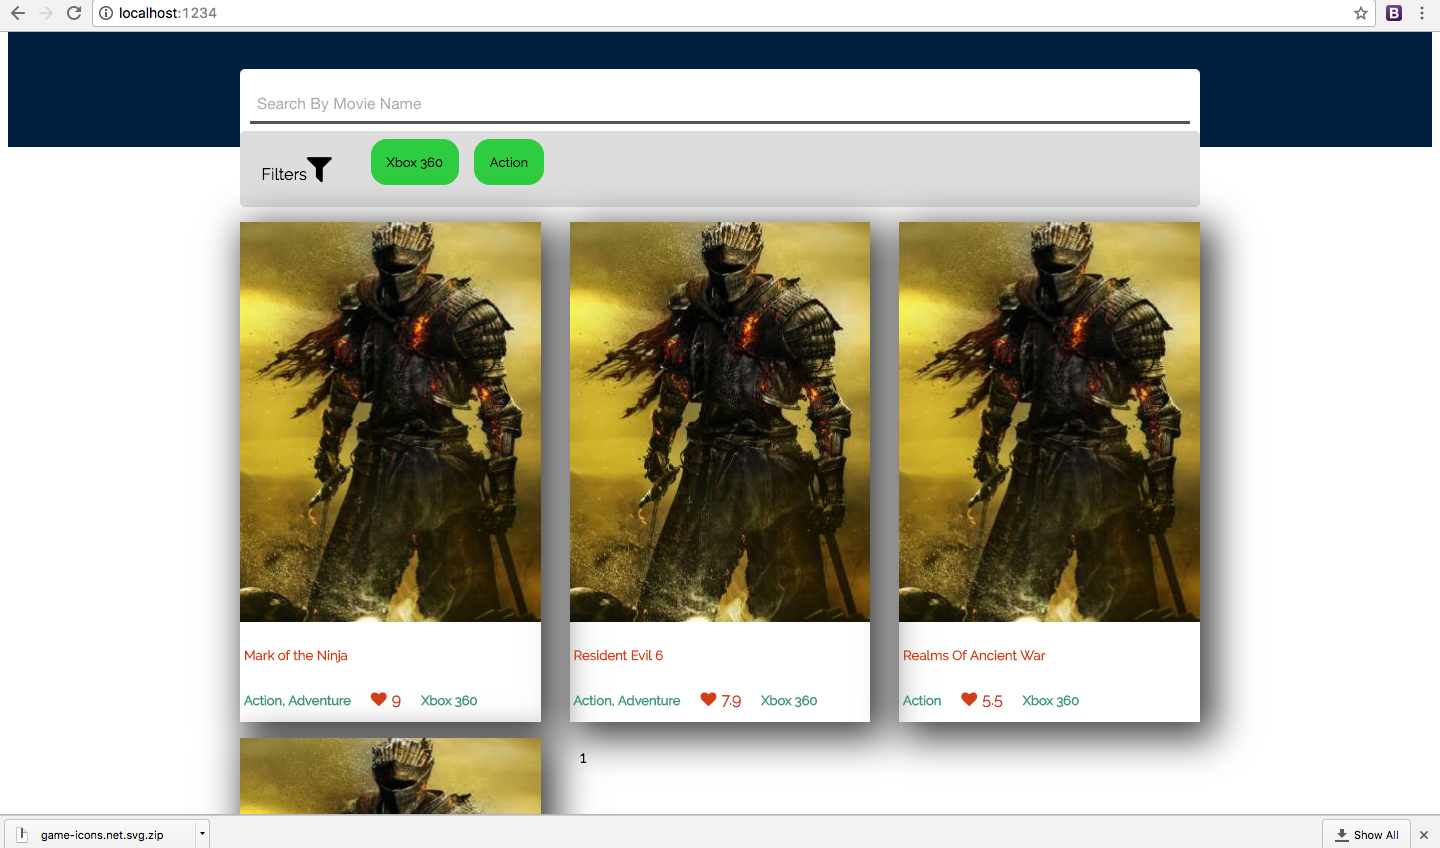 localhost:1234
B
Search By Movie Name
Filters Xbox 360 Action
Mark of the Ninja Resident Evil 6 Realms Of Ancient War
Action, Adventure 9 Xbox 360 Action, Adventure 7.9 Xbox 360 Action 5.5 Xbox 360
1
game-icons.net.svg.zip Show All